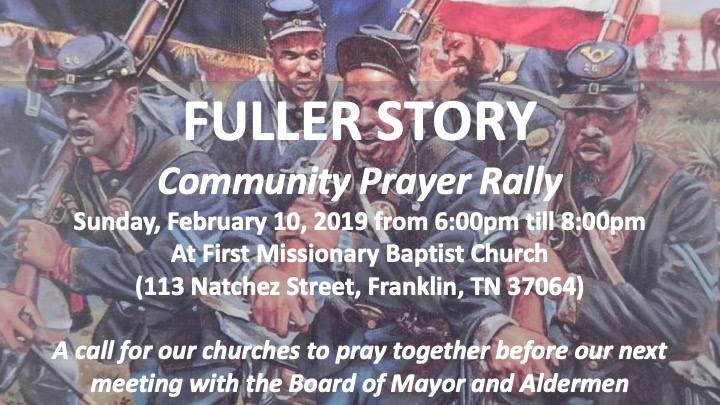 FULLER STORY
Community Prayer Rally
Sunday, February 10, 2019 from 6:00pm till 8:00pm
At First Missionary Baptist Church
(113 Natchez Street, Franklin, TN 37064)
A call for our churches to pray together before our next
meeting with the Board of Mayor and Aldermen